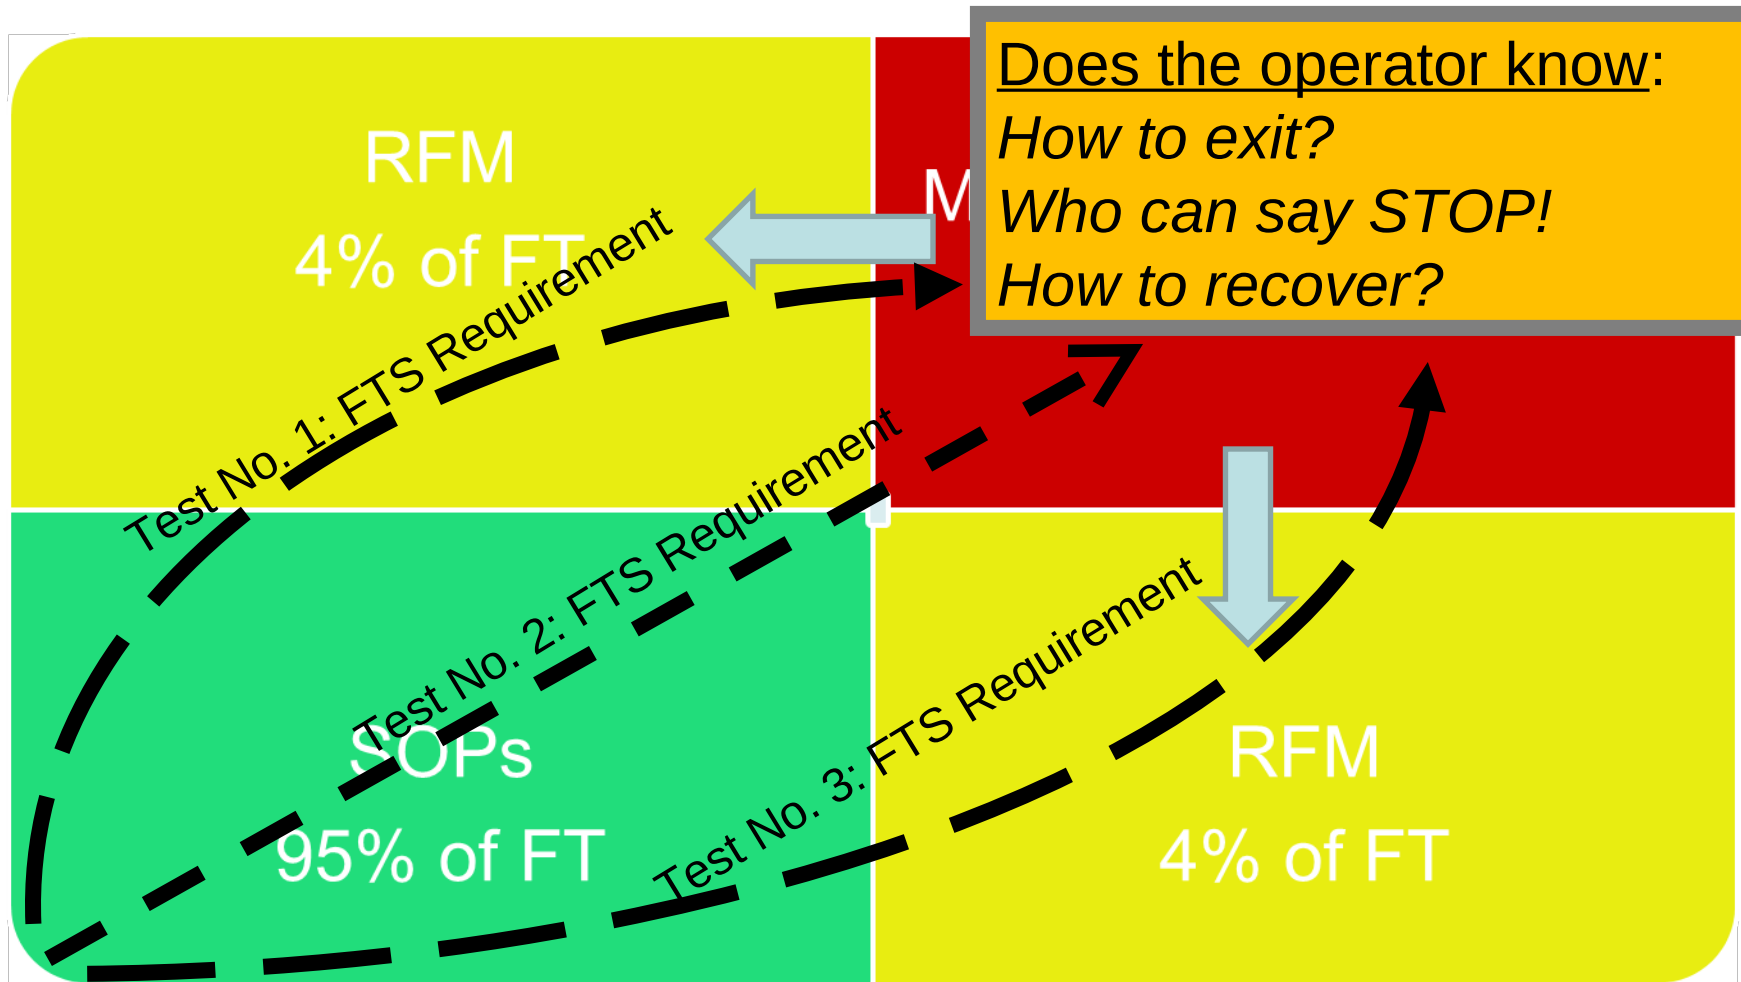 Does the operator know:
How to exit?
Who can say STOP!
How to recover?
RFM
4% of FT
M
Test No. 1: FTS Requirement
Test No. 2: FTS Requirement
Test No. 3: FTS Requirement
SOPs
95% of FT
RFM
4% of FT